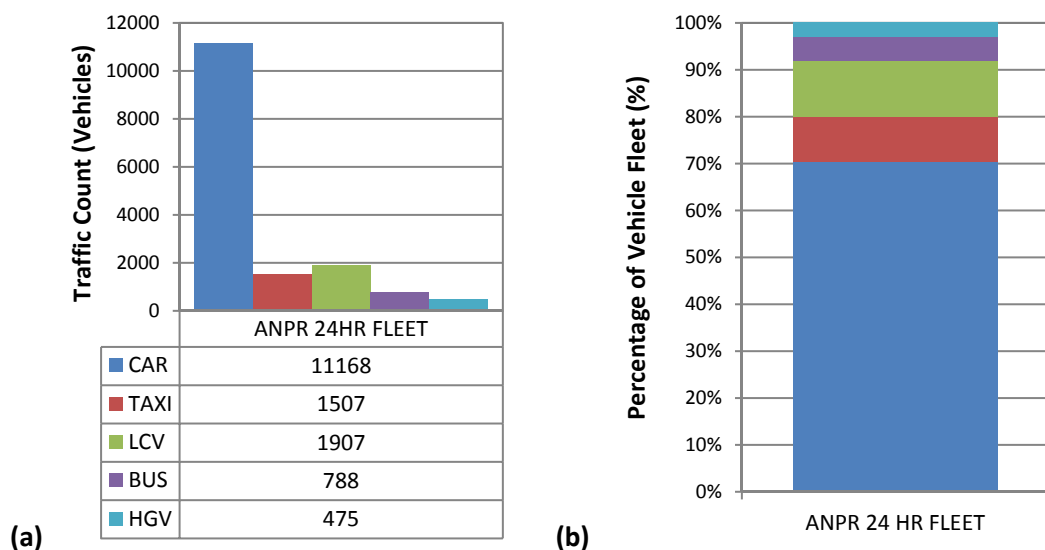 Traffic Count (Vehicles)
12000
10000
8000
6000
4000
2000
0
ANPR 24HR FLEET
CAR 11168
TAXI 1507
LCV 1907
BUS 788
HGV 475
(a)
Percentage of Vehicle Fleet (%)
100%
90%
80%
70%
60%
50%
40%
30%
20%
10%
0%
ANPR 24 HR FLEET
(b)